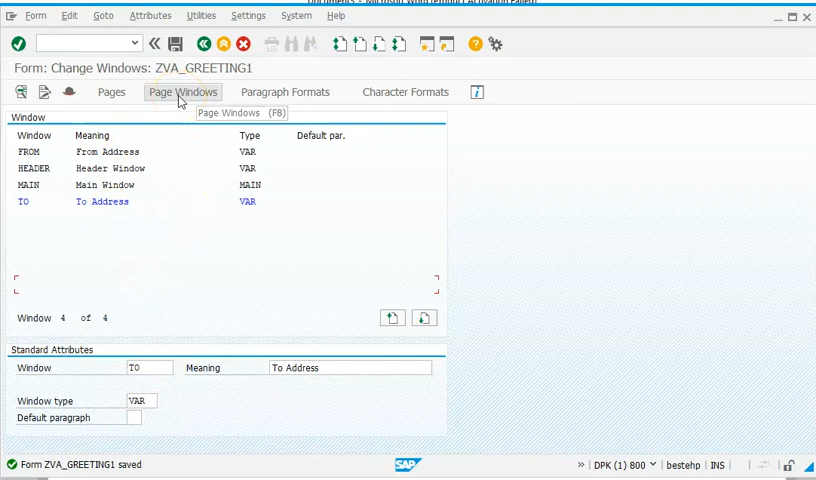 Form Edit Goto Attributes Utilities Settings System Help
Form: Change Windows: ZVA_GREETING1
Pages Page Windows Paragraph Formats Character Formats
Page Windows (F8)
Window
Window Meaning Type Default par.
FROM From Address VAR
HEADER Header Window VAR
MAIN Main Window MAIN
TO To Address VAR
Window 4 of 4
Standard Attributes
Window TO Meaning To Address
Window type VAR
Default paragraph
Form ZVA_GREETING1 saved SAP DPK (1) 800 bestehp INS